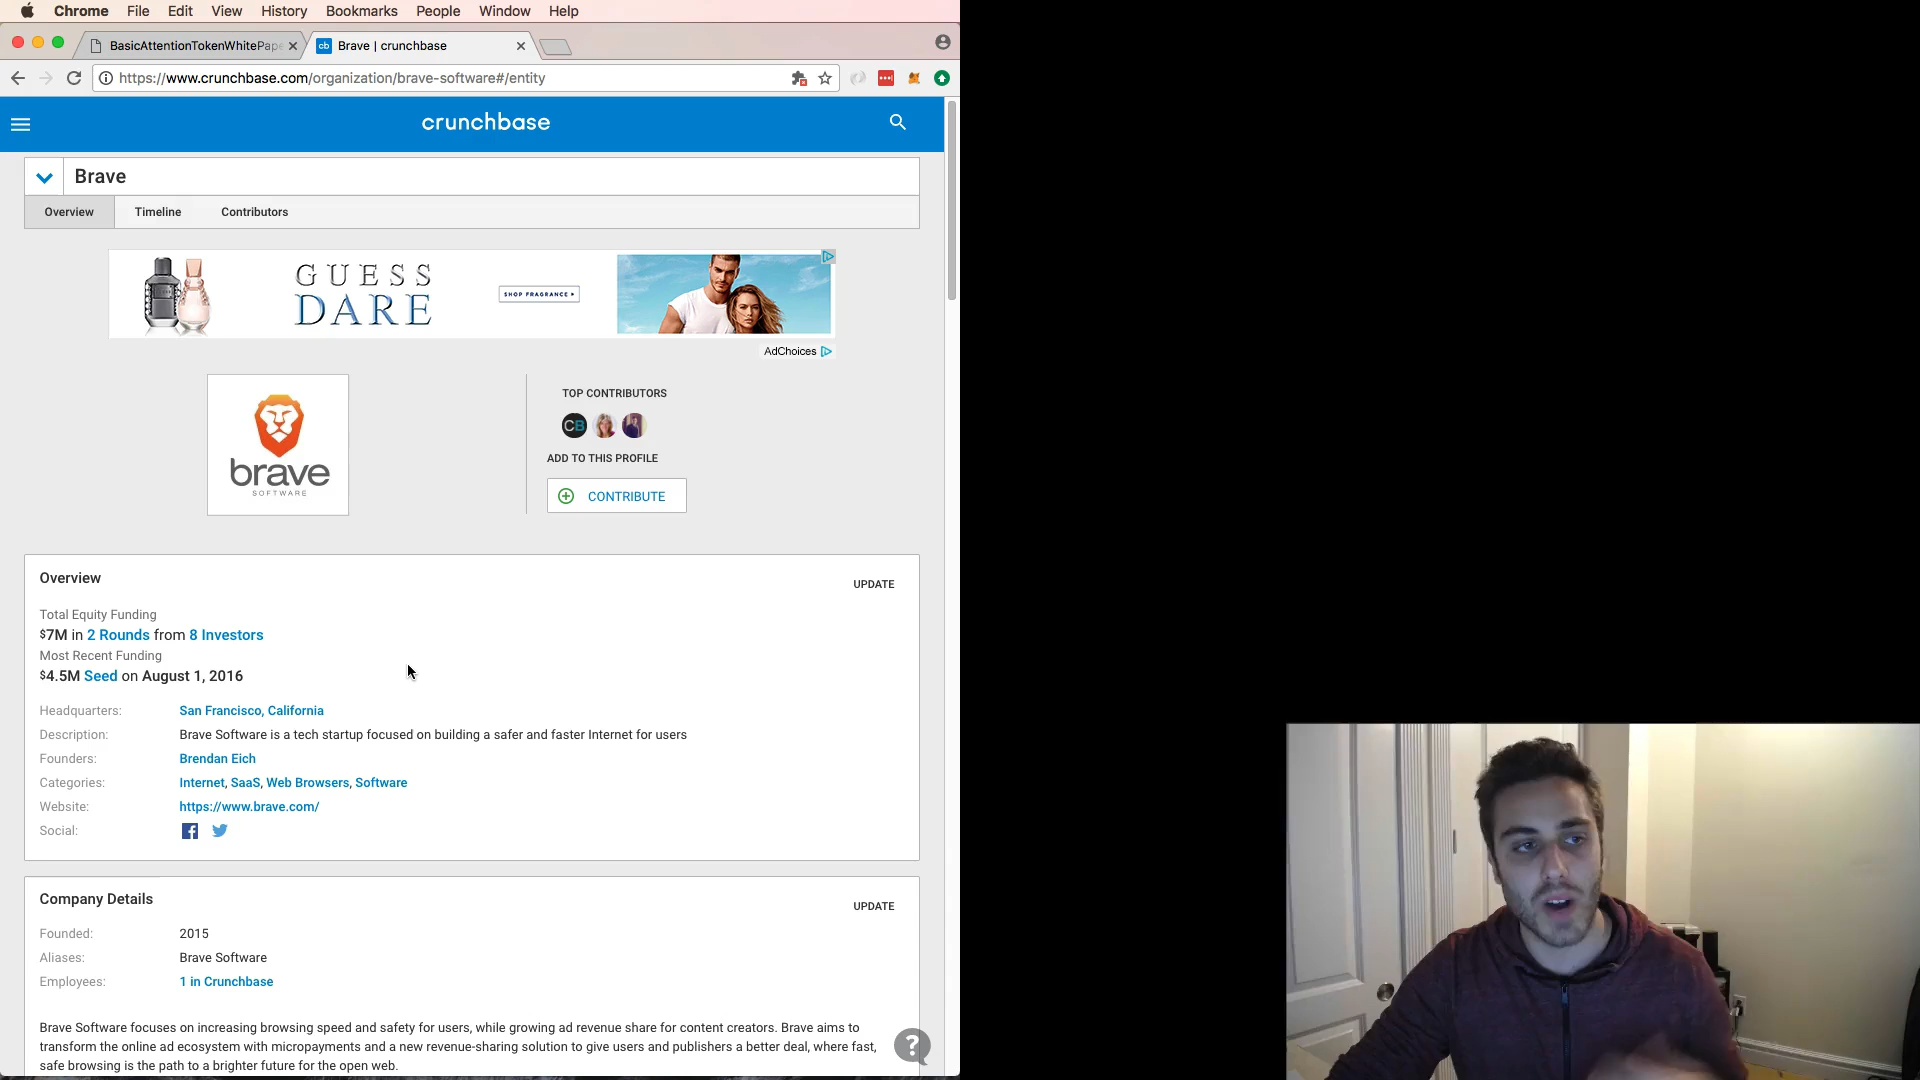 Chrome File Edit View History Bookmarks People Window Help
BasicAttentionTokenWhitePape
Brave | crunchbase
https://www.crunchbase.com/organization/brave-software#/entity
crunchbase
Brave
Overview Timeline Contributors
GUESS
DARE
SHOP FRAGRANCE
AdChoices
brave
SOFTWARE
TOP CONTRIBUTORS
CB
ADD TO THIS PROFILE
CONTRIBUTE
Overview
UPDATE
Total Equity Funding
$7M in 2 Rounds from 8 Investors
Most Recent Funding
$4.5M Seed on August 1, 2016
Headquarters: San Francisco, California
Description: Brave Software is a tech startup focused on building a safer and faster Internet for users
Founders: Brendan Eich
Categories: Internet, SaaS, Web Browsers, Software
Website: https://www.brave.com/
Social:
Company Details
UPDATE
Founded: 2015
Aliases: Brave Software
Employees: 1 in Crunchbase
Brave Software focuses on increasing browsing speed and safety for users, while growing ad revenue share for content creators. Brave aims to
transform the online ad ecosystem with micropayments and a new revenue-sharing solution to give users and publishers a better deal, where fast,
safe browsing is the path to a brighter future for the open web.
?